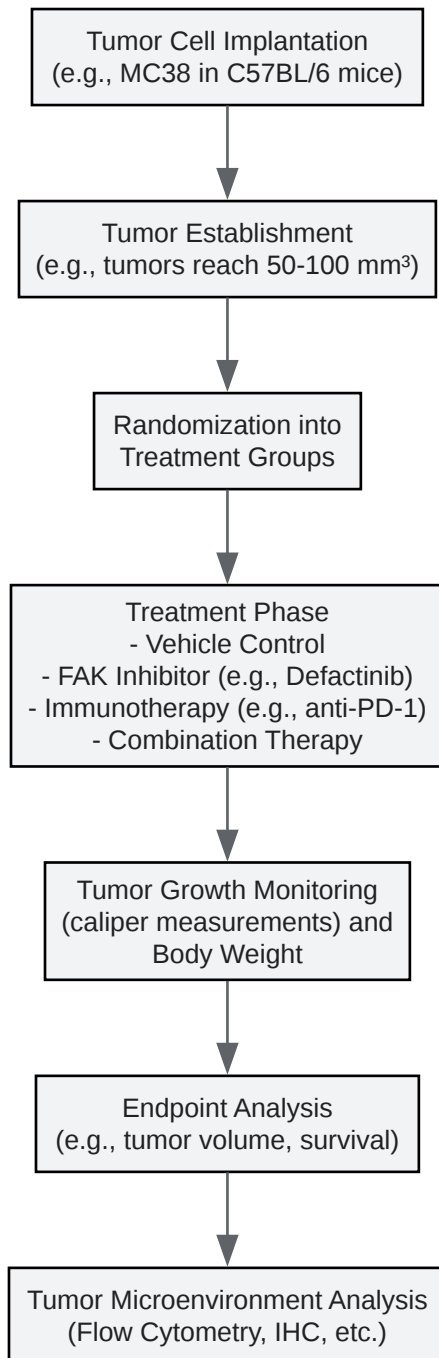 Tumor Cell Implantation
(e.g., MC38 in C57BL/6 mice)
Tumor Establishment
(e.g., tumors reach 50-100 mm³)
Randomization into
Treatment Groups
Treatment Phase
- Vehicle Control
- FAK Inhibitor (e.g., Defactinib)
- Immunotherapy (e.g., anti-PD-1)
- Combination Therapy
Tumor Growth Monitoring
(caliper measurements) and
Body Weight
Endpoint Analysis
(e.g., tumor volume, survival)
Tumor Microenvironment Analysis
(Flow Cytometry, IHC, etc.)